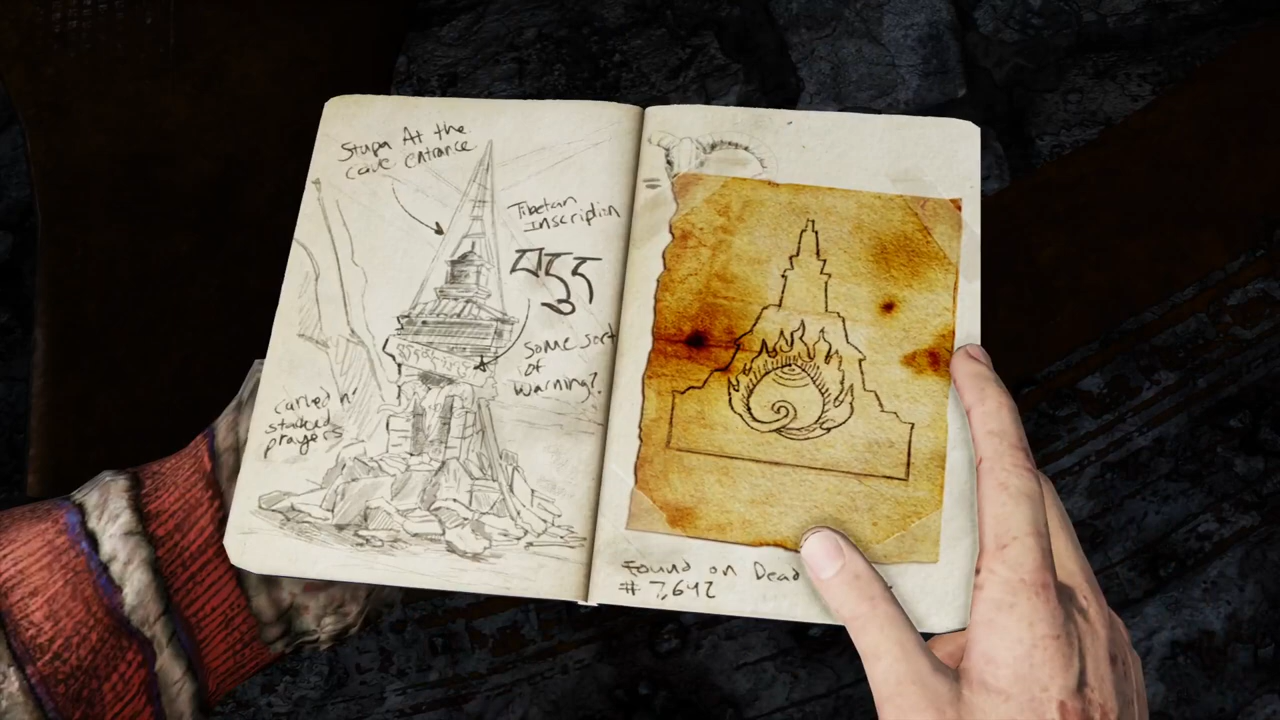 Stupa At the
cave entrance
Tibetan
Inscription
བདུད
Some sort
of
warning?
Carved n'
stacked
prayers
Found on Dead
# 7,642